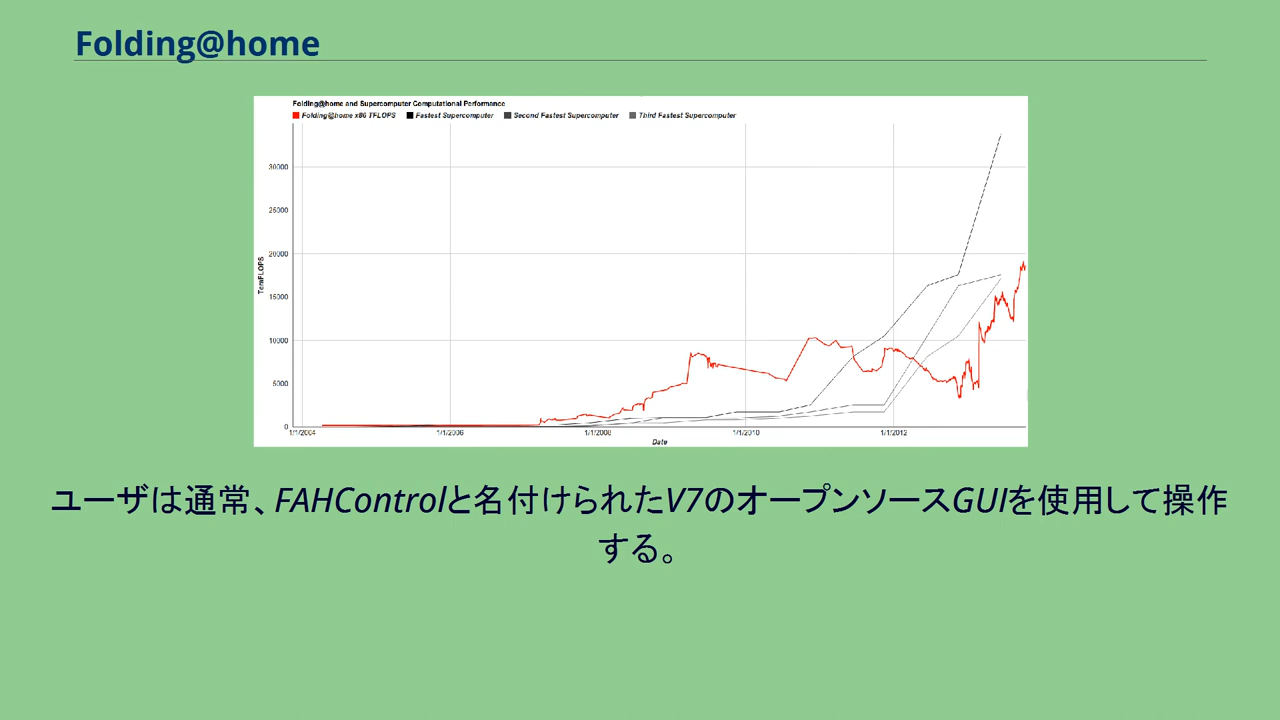 Folding@home
Folding@home and Supercomputer Computational Performance
Folding@home x86 TFLOPS Fastest Supercomputer Second Fastest Supercomputer Third Fastest Supercomputer
30000
25000
20000
15000
10000
5000
0
TeraFLOPS
1/1/2004 1/1/2006 1/1/2008 1/1/2010 1/1/2012
Date
ユーザは通常、FAHControlと名付けられたV7のオープンソースGUIを使用して操作
する。